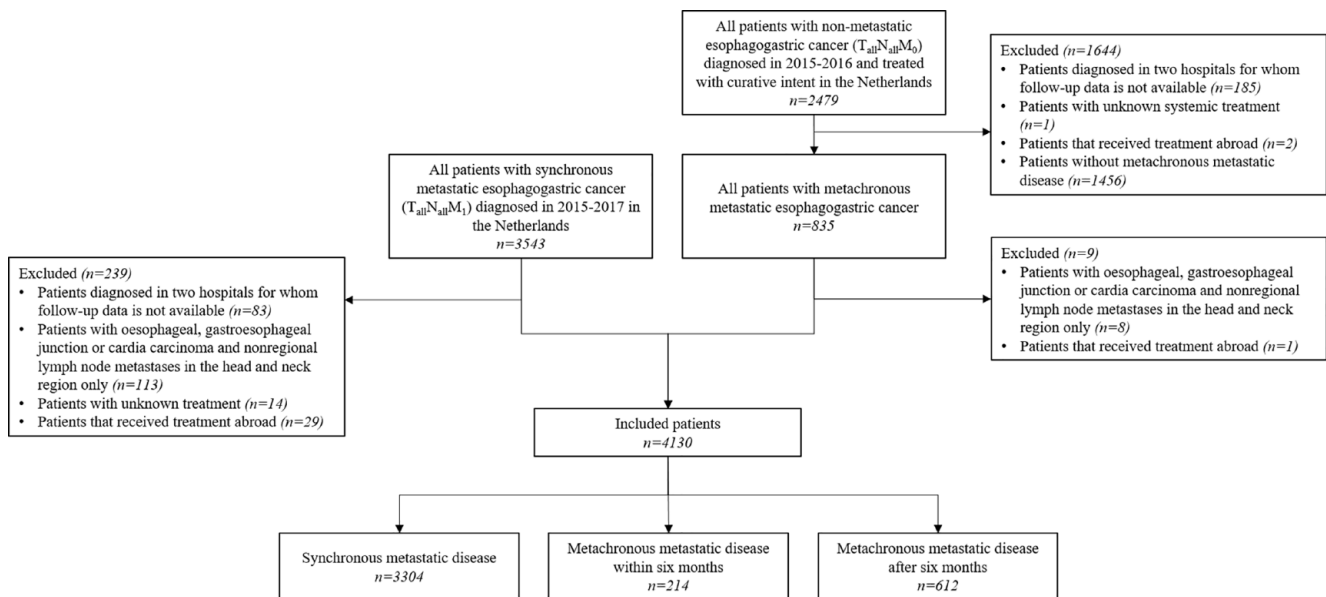 All patients with non-metastatic
esophagogastric cancer (TallNallM0)
diagnosed in 2015-2016 and treated
with curative intent in the Netherlands
n=2479
Excluded (n=1644)
• Patients diagnosed in two hospitals for whom
follow-up data is not available (n=185)
• Patients with unknown systemic treatment
(n=1)
• Patients that received treatment abroad (n=2)
• Patients without metachronous metastatic
disease (n=1456)
All patients with synchronous
metastatic esophagogastric cancer
(TallNallM1) diagnosed in 2015-2017 in
the Netherlands
n=3543
All patients with metachronous
metastatic esophagogastric cancer
n=835
Excluded (n=239)
• Patients diagnosed in two hospitals for whom
follow-up data is not available (n=83)
• Patients with oesophageal, gastroesophageal
junction or cardia carcinoma and nonregional
lymph node metastases in the head and neck
region only (n=113)
• Patients with unknown treatment (n=14)
• Patients that received treatment abroad (n=29)
Excluded (n=9)
• Patients with oesophageal, gastroesophageal
junction or cardia carcinoma and nonregional
lymph node metastases in the head and neck
region only (n=8)
• Patients that received treatment abroad (n=1)
Included patients
n=4130
Synchronous metastatic disease
n=3304
Metachronous metastatic disease
within six months
n=214
Metachronous metastatic disease
after six months
n=612